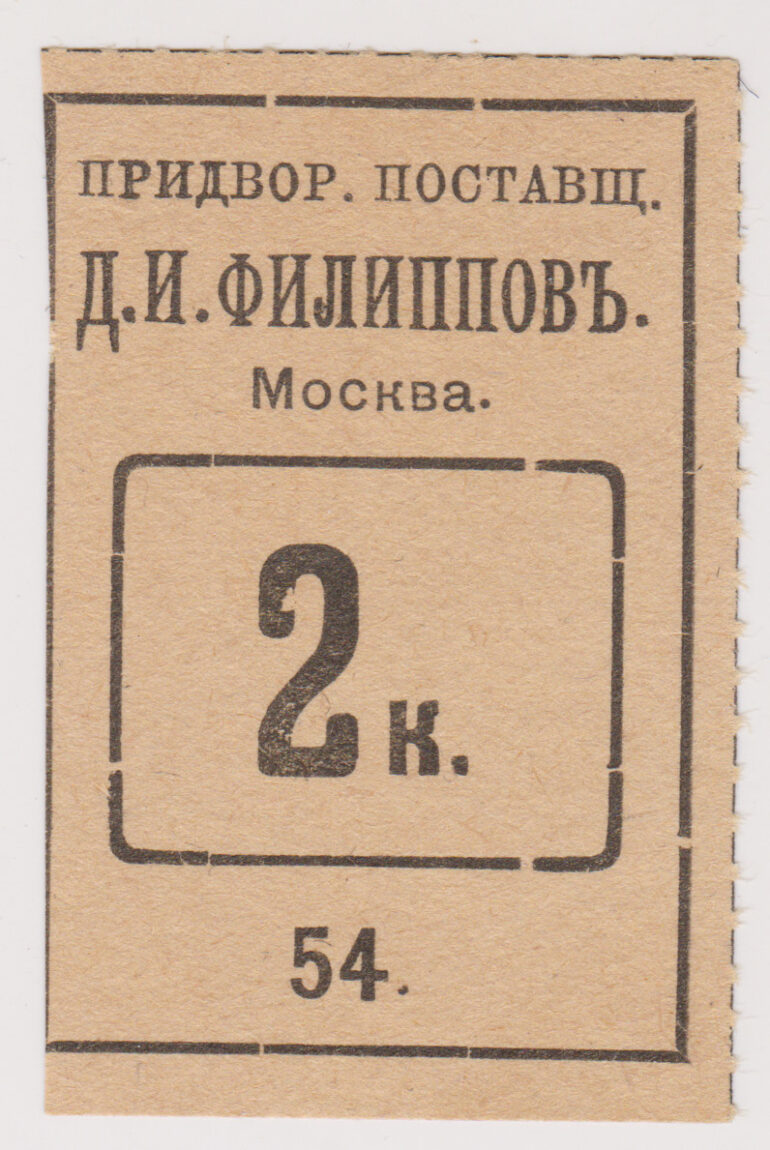 ПРИДВОР. ПОСТАВЩ.
Д.И.ФИЛИППОВЪ.
Москва.
2 к.
54.